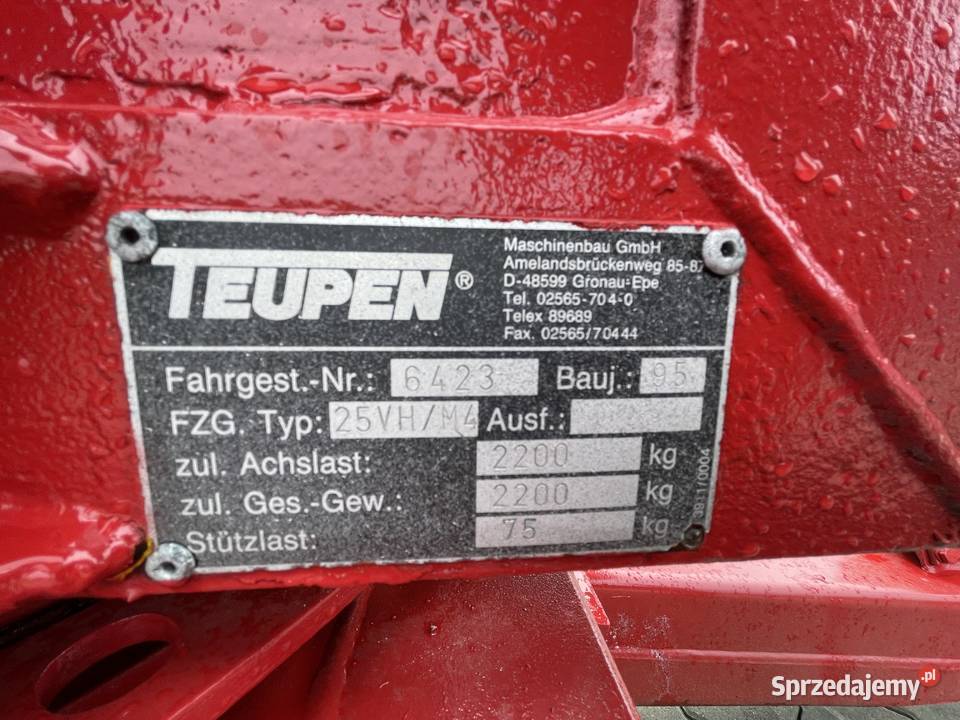 TEUPEN®
Maschinenbau GmbH
Amelandsbrückenweg 85-87
D-48599 Gronau-Epe
Tel. 02565-704-0
Telex 89689
Fax. 02565/70444
Fahrgest.-Nr.: 6423 Bauj.: 95
FZG. Typ: 25VH/M4 Ausf.:
zul. Achslast: 2200 kg
zul. Ges.-Gew.: 2200 kg
Stützlast: 75 kg
Sprzedajemy.pl